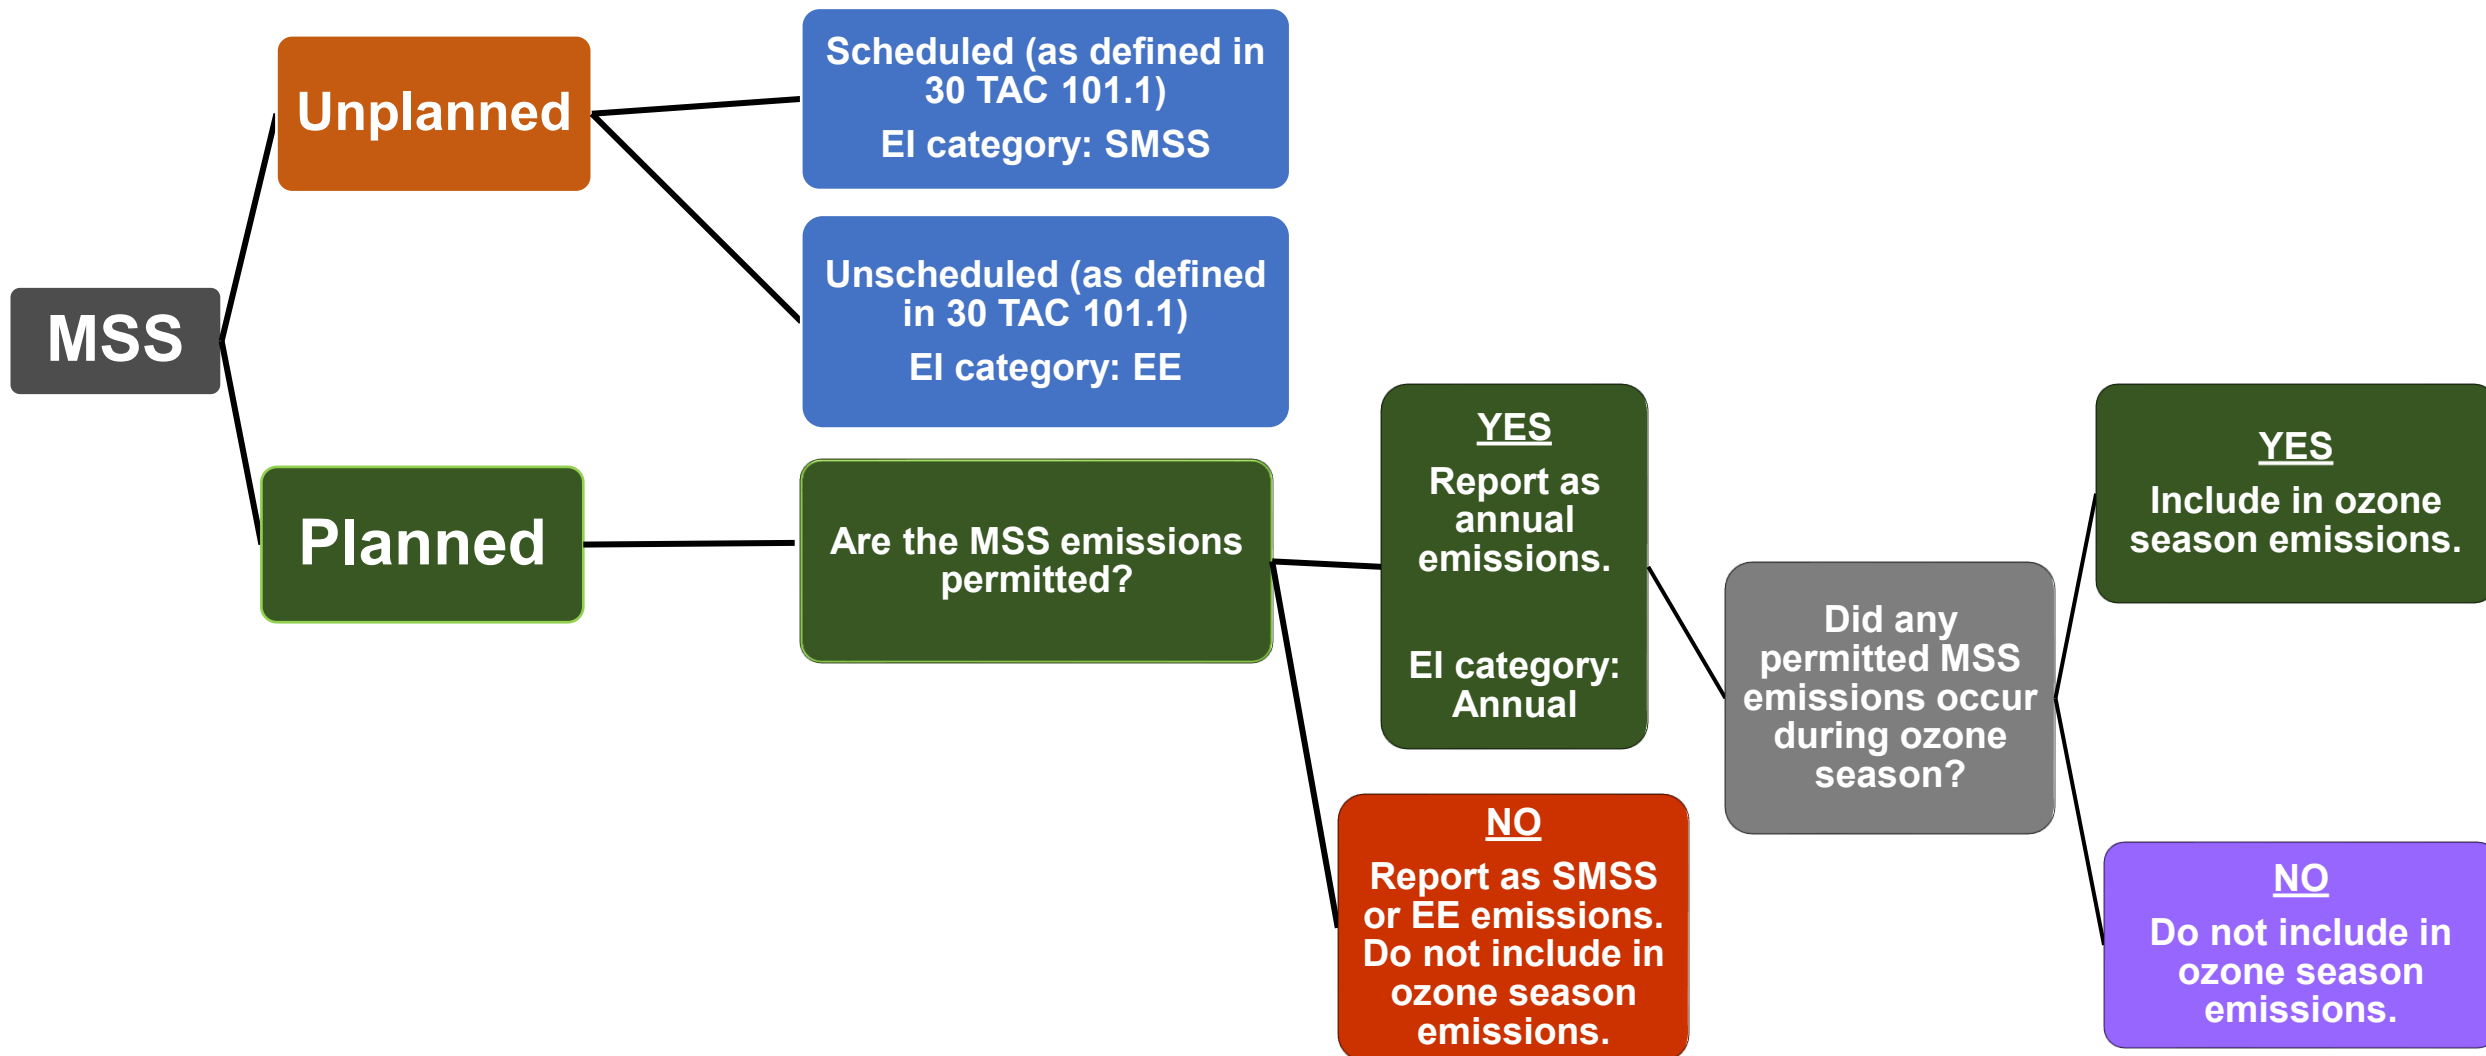 MSS
Unplanned
Scheduled (as defined in
30 TAC 101.1)
EI category: SMSS
Unscheduled (as defined
in 30 TAC 101.1)
EI category: EE
Planned
Are the MSS emissions
permitted?
YES
Report as
annual
emissions.
EI category:
Annual
NO
Report as SMSS
or EE emissions.
Do not include in
ozone season
emissions.
Did any
permitted MSS
emissions occur
during ozone
season?
YES
Include in ozone
season emissions.
NO
Do not include in
ozone season
emissions.